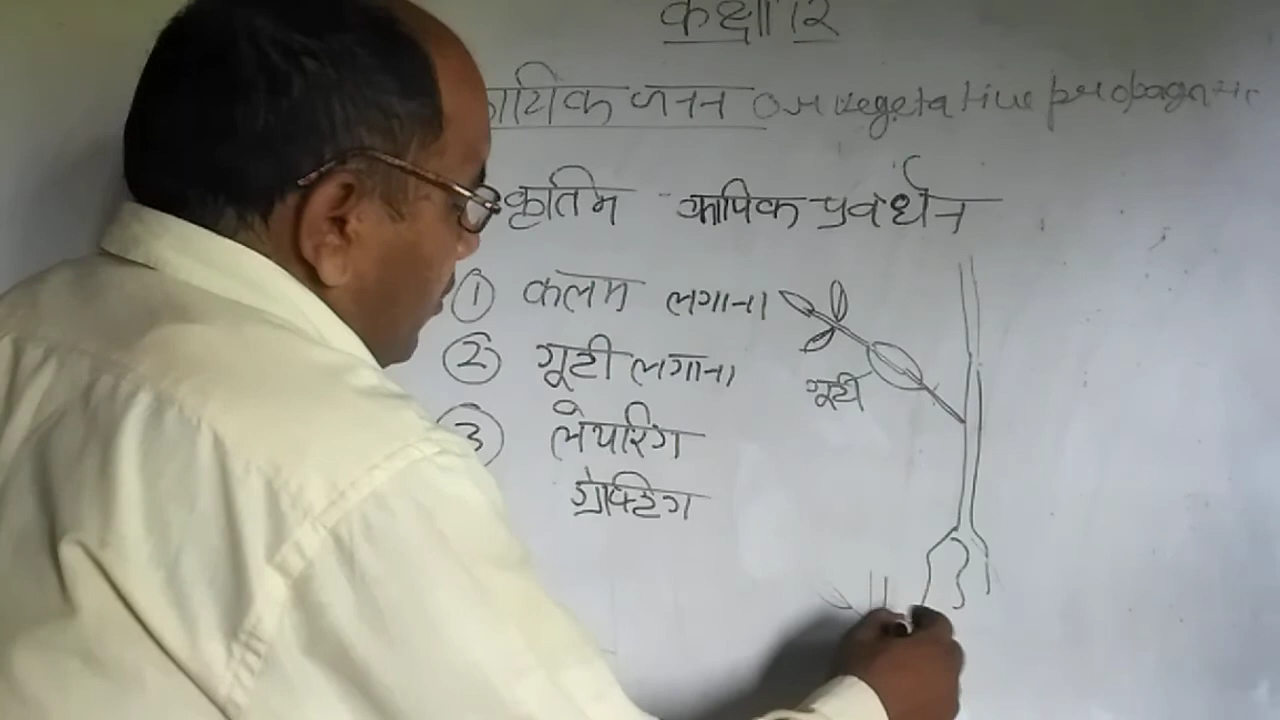 कक्षा 12
कायिक जनन or vegetative propagation
कृतिम कायिक प्रवर्धन
① कलम लगाना
② गूटी लगाना
गूटी
③ लेयरिंग
ग्राफ्टिंग